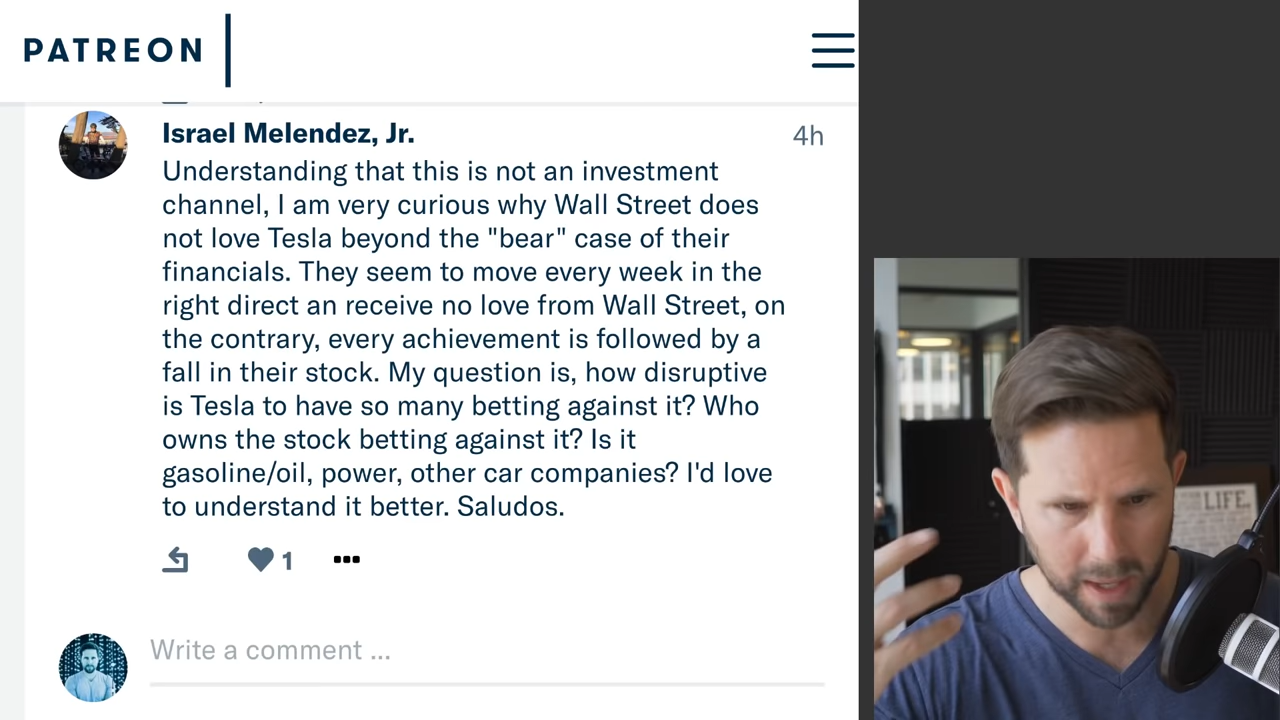 PATREON
Israel Melendez, Jr.
4h
Understanding that this is not an investment
channel, I am very curious why Wall Street does
not love Tesla beyond the "bear" case of their
financials. They seem to move every week in the
right direct an receive no love from Wall Street, on
the contrary, every achievement is followed by a
fall in their stock. My question is, how disruptive
is Tesla to have so many betting against it? Who
owns the stock betting against it? Is it
gasoline/oil, power, other car companies? I'd love
to understand it better. Saludos.
1
Write a comment ...
LIFE.